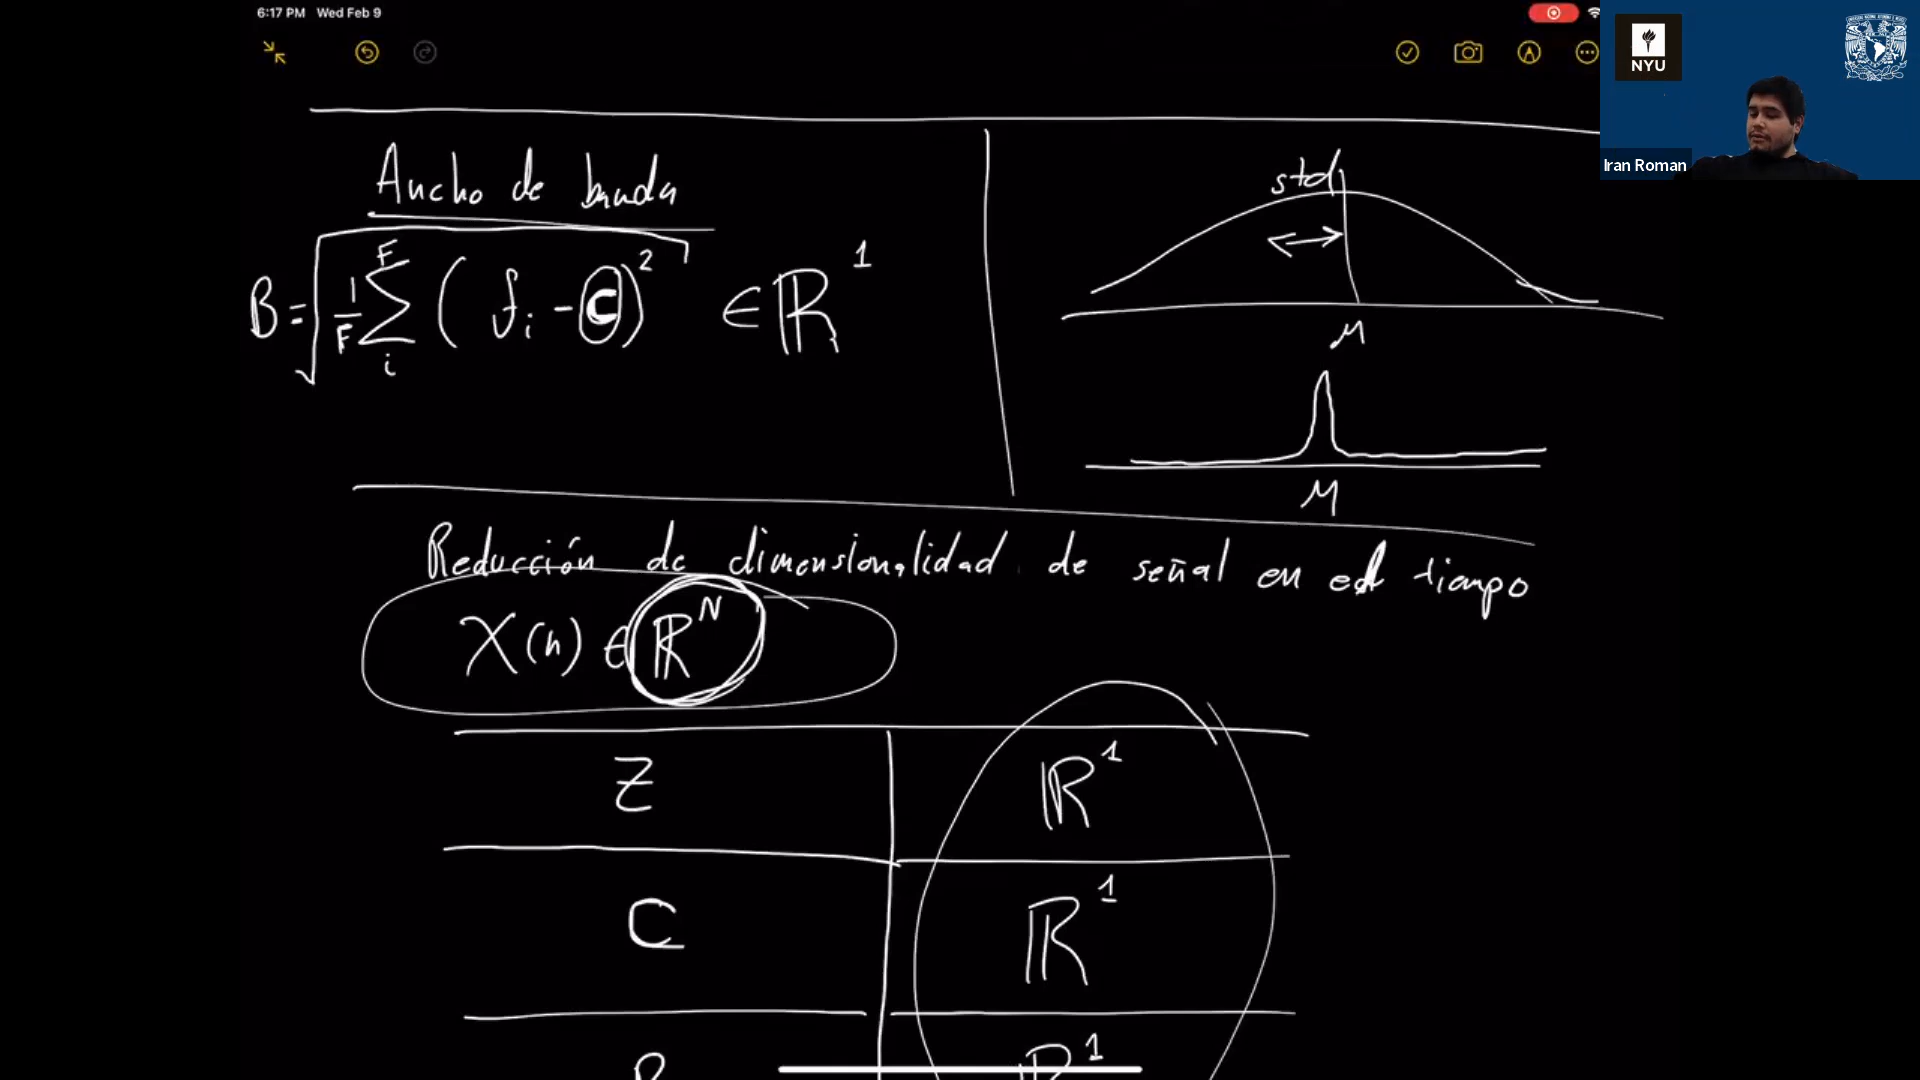 6:17 PM Wed Feb 9
NYU
Iran Roman
Ancho de banda
B = √ 1/F Σ_i^F ( f_i - C )² ∈ ℝ¹
std
μ
μ
Reducción de dimensionalidad de señal en el tiempo
X(n) ∈ ℝᴺ
Z ℝ¹
C ℝ¹
B ℝ¹